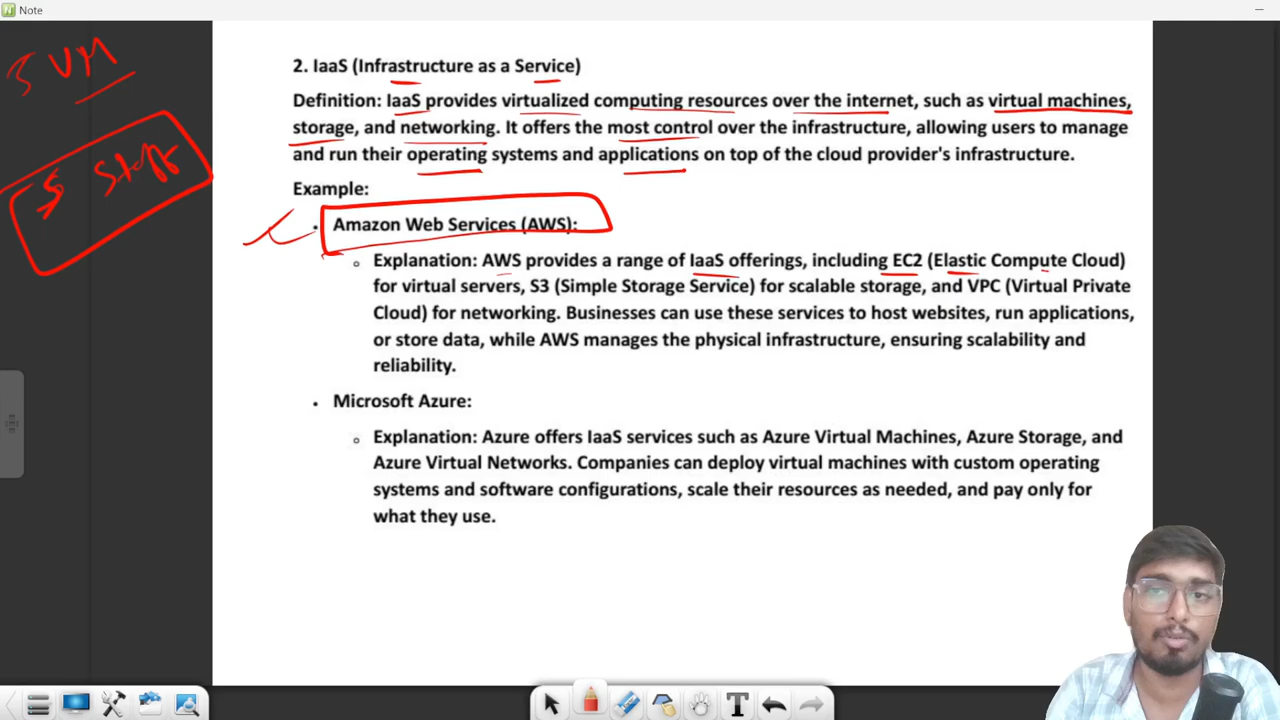 Note
5 VM
2. IaaS (Infrastructure as a Service)
Definition: IaaS provides virtualized computing resources over the internet, such as virtual machines,
storage, and networking. It offers the most control over the infrastructure, allowing users to manage
and run their operating systems and applications on top of the cloud provider's infrastructure.
Example:
• Amazon Web Services (AWS):
o Explanation: AWS provides a range of IaaS offerings, including EC2 (Elastic Compute Cloud)
for virtual servers, S3 (Simple Storage Service) for scalable storage, and VPC (Virtual Private
Cloud) for networking. Businesses can use these services to host websites, run applications,
or store data, while AWS manages the physical infrastructure, ensuring scalability and
reliability.
• Microsoft Azure:
o Explanation: Azure offers IaaS services such as Azure Virtual Machines, Azure Storage, and
Azure Virtual Networks. Companies can deploy virtual machines with custom operating
systems and software configurations, scale their resources as needed, and pay only for
what they use.